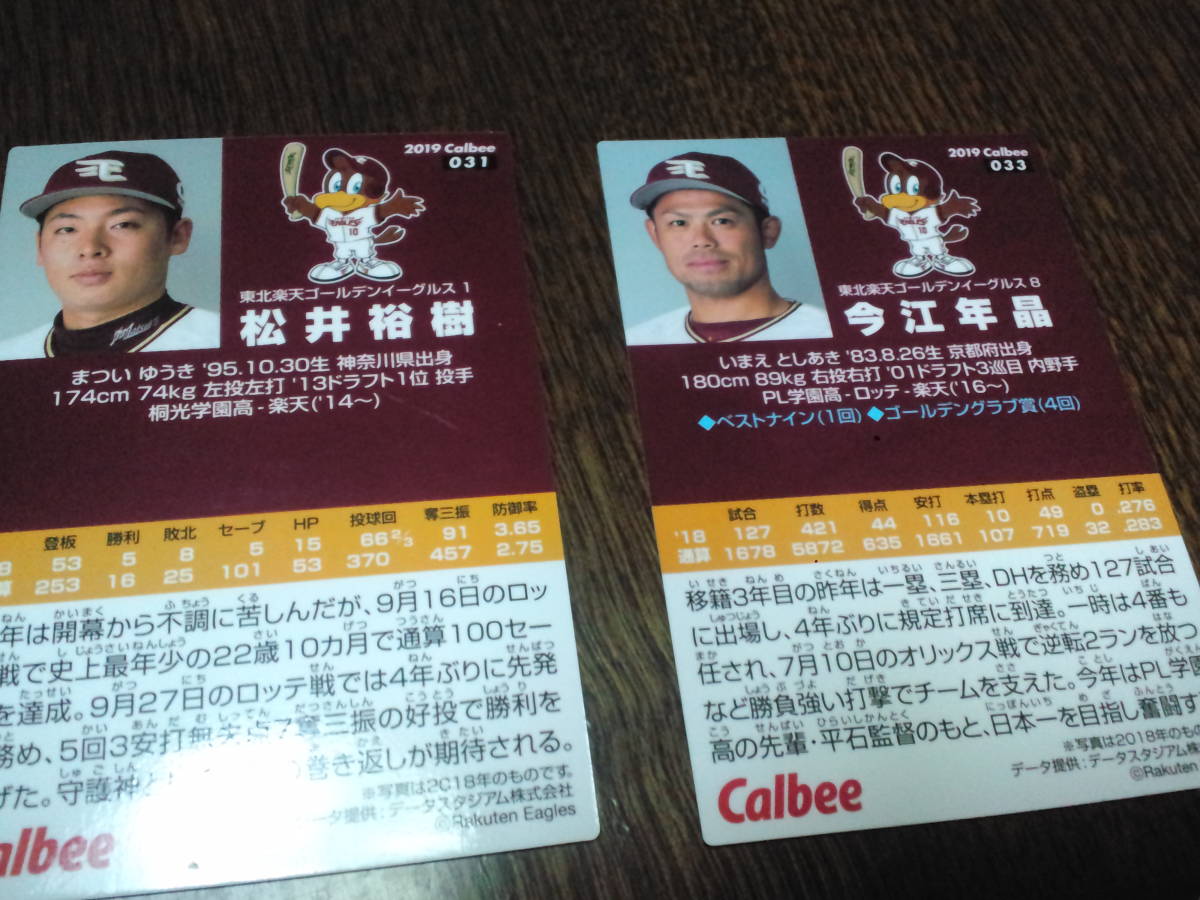 2019 Calbee
031
東北楽天ゴールデンイーグルス 1
松井裕樹
まつい ゆうき '95.10.30生 神奈川県出身
174cm 74kg 左投左打 '13ドラフト1位 投手
桐光学園高 - 楽天('14~)
登板 勝利 敗北 セーブ HP 投球回 奪三振 防御率
8 53 5 8 5 15 66 2/3 91 3.65
算 253 16 25 101 53 370 457 2.75
年は開幕から不調に苦しんだが、9月16日のロッ
戦で史上最年少の22歳10カ月で通算100セー
を達成。9月27日のロッテ戦では4年ぶりに先発
務め、5回3安打無失点7奪三振の好投で勝利を
げた。守護神と の巻き返しが期待される。
※写真は2018年のものです。
データ提供:データスタジアム株式会社
©Rakuten Eagles
albee
2019 Calbee
033
東北楽天ゴールデンイーグルス 8
今江年晶
いまえ としあき '83.8.26生 京都府出身
180cm 89kg 右投右打 '01ドラフト3巡目 内野手
PL学園高 - ロッテ - 楽天('16~)
◆ベストナイン(1回) ◆ゴールデングラブ賞(4回)
試合 打数 得点 安打 本塁打 打点 盗塁 打率
'18 127 421 44 116 10 49 0 .276
通算 1678 5872 635 1661 107 719 32 .283
移籍3年目の昨年は一塁、三塁、DHを務め127試合
に出場し、4年ぶりに規定打席に到達。一時は4番も
任され、7月10日のオリックス戦で逆転2ランを放つ
など勝負強い打撃でチームを支えた。今年はPL学園
高の先輩・平石監督のもと、日本一を目指し奮闘す
※写真は2018年のもの
データ提供:データスタジアム株
©Rakuten
Calbee